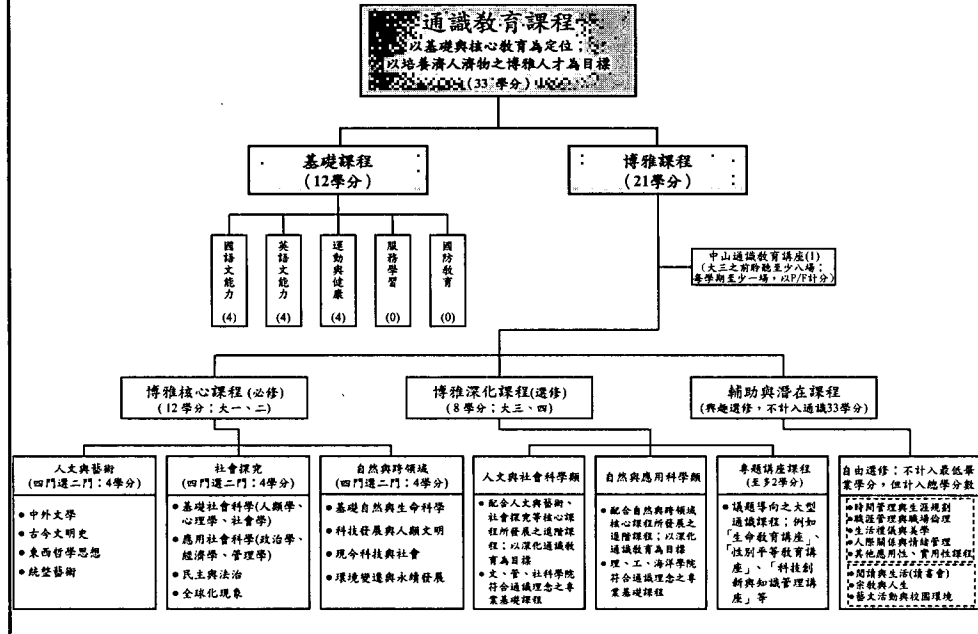 通識教育課程
以基礎與核心教育為定位；
以培養濟人濟物之博雅人才為目標
(33 學分)
基礎課程
(12學分)
博雅課程
(21學分)
國語文能力
(4)
英語文能力
(4)
運動與健康
(4)
服務學習
(0)
國防教育
(0)
中山通識教育講座(1)
(大三之前聆聽至少八場；
每學期至少一場，以P/F計分)
博雅核心課程(必修)
(12 學分；大一、二)
博雅深化課程(選修)
(8 學分；大三、四)
輔助與潛在課程
(興趣選修，不計入通識33學分)
人文與藝術
(四門選二門：4學分)
●中外文學
●古今文明史
●東西哲學思想
●統整藝術
社會探究
(四門選二門：4學分)
●基礎社會科學(人類學、
心理學、社會學)
●應用社會科學(政治學、
經濟學、管理學)
●民主與法治
●全球化現象
自然與跨領域
(四門選二門：4學分)
●基礎自然與生命科學
●科技發展與人類文明
●現今科技與社會
●環境變遷與永續發展
人文與社會科學類
●配合人文與藝術、
社會探究等核心課
程所發展之進階課
程；以深化通識教
育為目標
●文、管、社科學院
符合通識理念之專
業基礎課程
自然與應用科學類
●配合自然與跨領域
核心課程所發展之
進階課程；以深化
通識教育為目標
●理、工、海洋學院
符合通識理念之專
業基礎課程
專題講座課程
(至多2學分)
●議題導向之大型
通識課程；例如
「生命教育講座」、
「性別平等教育講
座」、「科技創
新與知識管理講
座」等
自由選修：不計入最低畢
業學分，但計入總學分數
●時間管理與生涯規劃
●職涯管理與職場倫理
●生活禮儀與美學
●人際關係與情緒管理
●其他應用性、實用性課程
●閱讀與生活(讀書會)
●宗教與人生
●藝文活動與校園環境